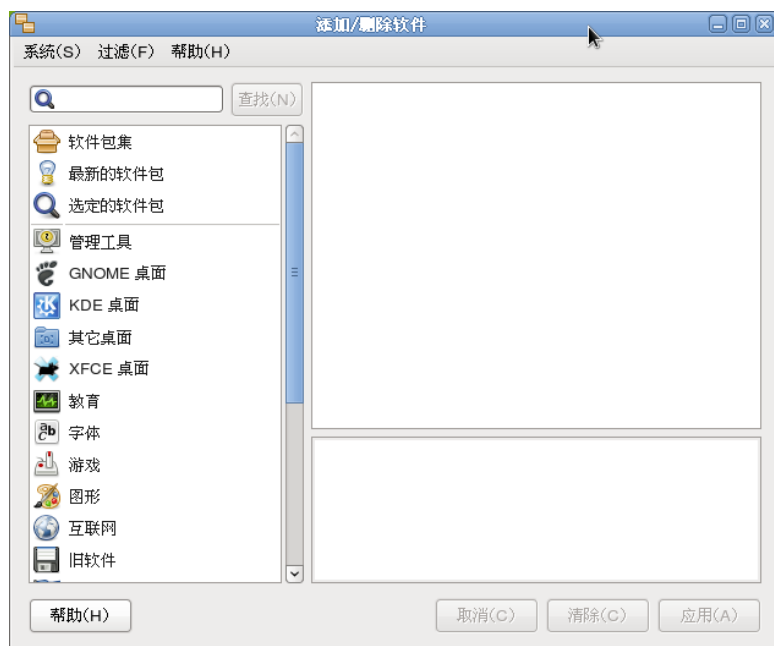 添加/删除软件
系统(S) 过滤(F) 帮助(H)
查找(N)
软件包集
最新的软件包
选定的软件包
管理工具
GNOME 桌面
KDE 桌面
其它桌面
XFCE 桌面
教育
字体
游戏
图形
互联网
旧软件
帮助(H)
取消(C)
清除(C)
应用(A)